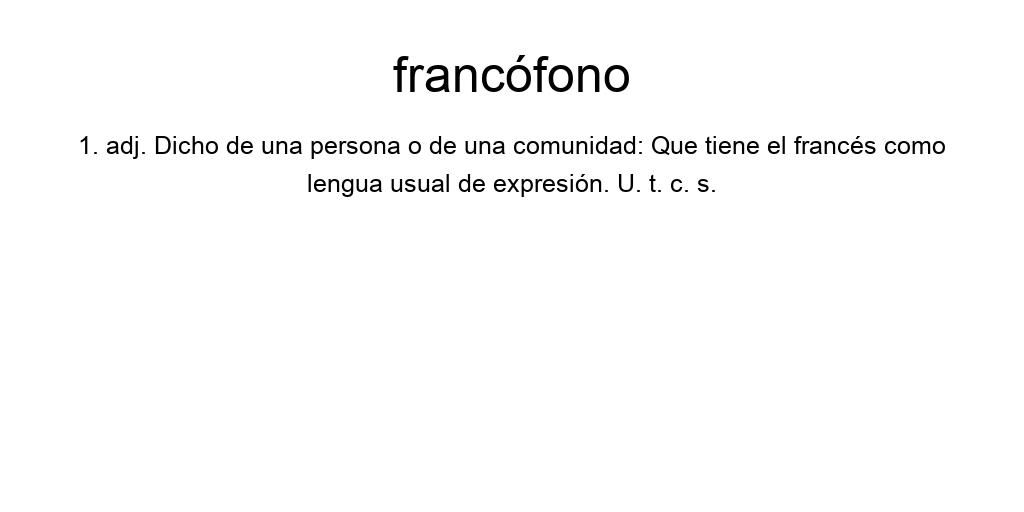 francófono
1. adj. Dicho de una persona o de una comunidad: Que tiene el francés como
lengua usual de expresión. U. t. c. s.